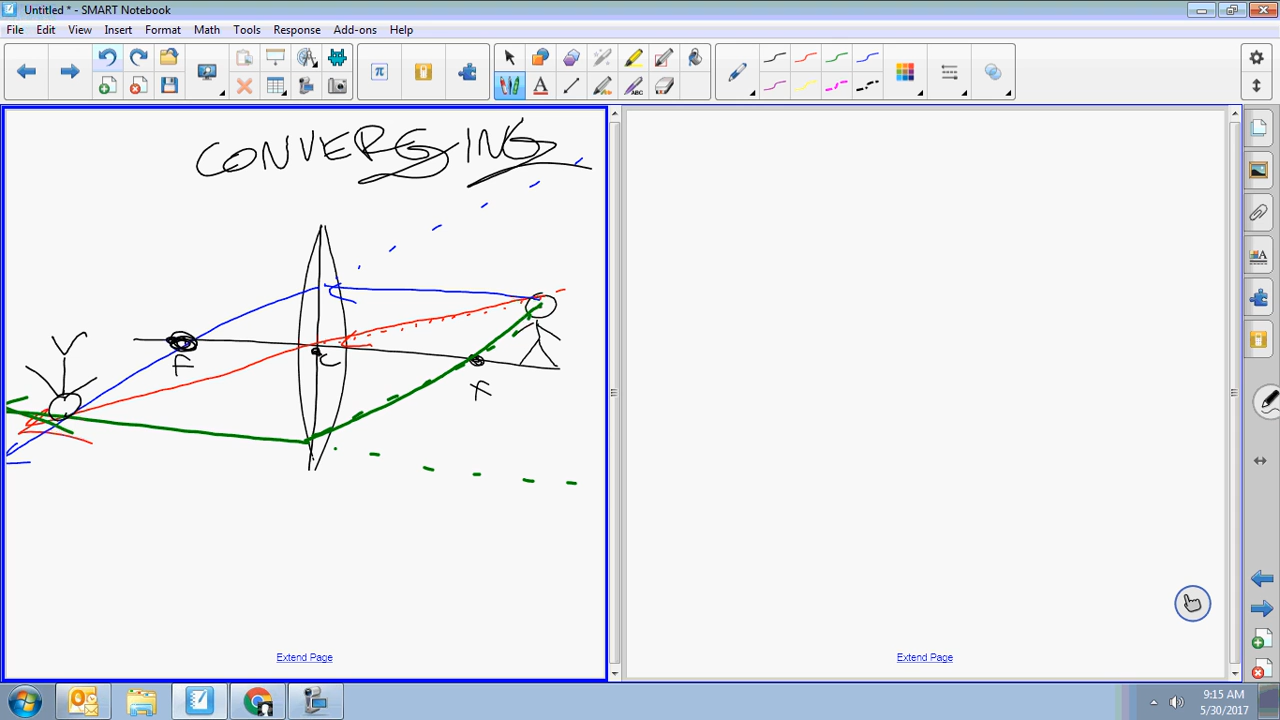 Untitled * - SMART Notebook
File Edit View Insert Format Math Tools Response Add-ons Help
CONVERGING
F
C
F
Extend Page
Extend Page
9:15 AM
5/30/2017